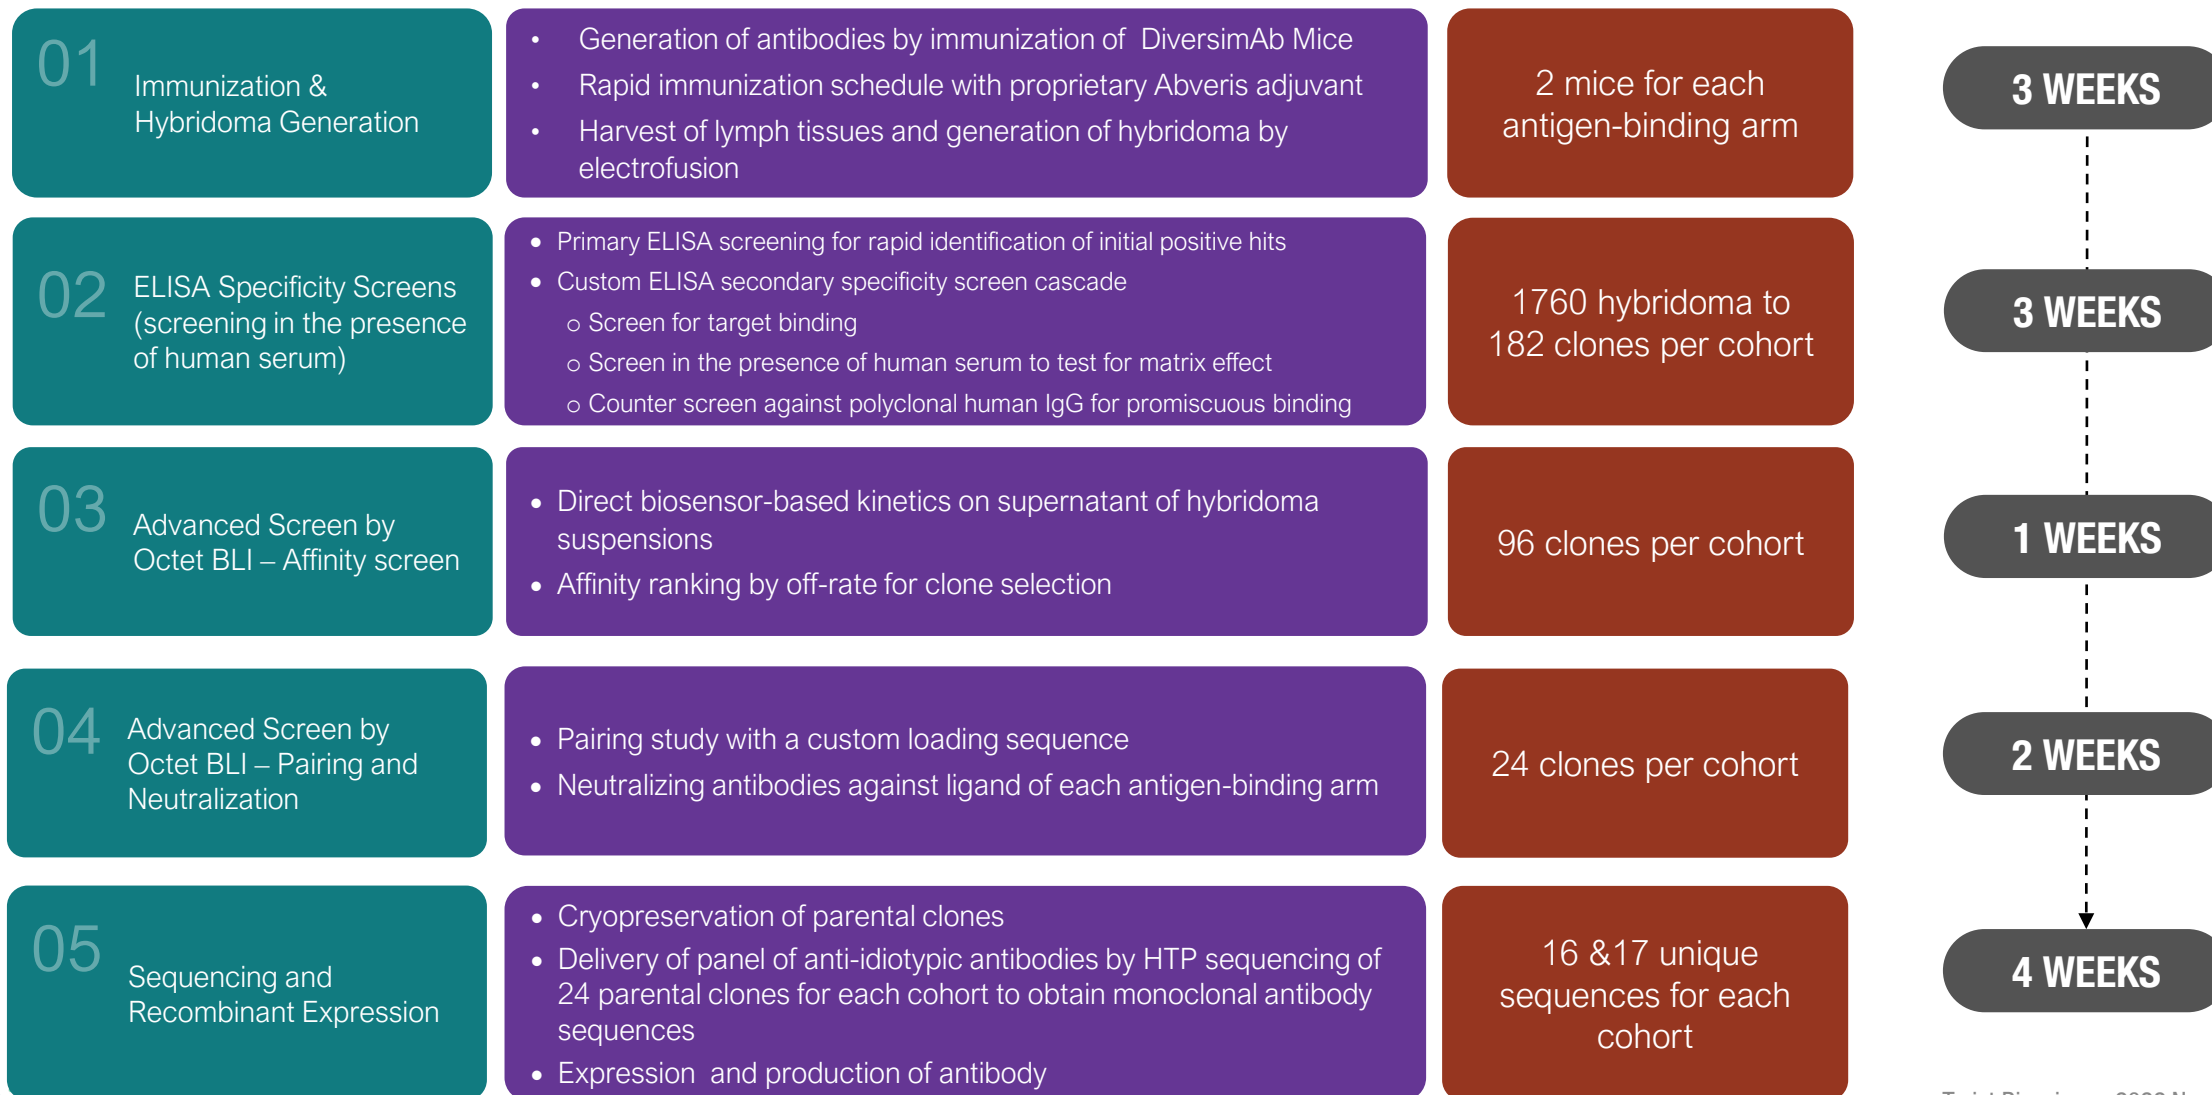 01
Immunization &
Hybridoma Generation
• Generation of antibodies by immunization of DiversimAb Mice
• Rapid immunization schedule with proprietary Abveris adjuvant
• Harvest of lymph tissues and generation of hybridoma by
electrofusion
2 mice for each
antigen-binding arm
3 WEEKS
02
ELISA Specificity Screens
(screening in the presence
of human serum)
• Primary ELISA screening for rapid identification of initial positive hits
• Custom ELISA secondary specificity screen cascade
o Screen for target binding
o Screen in the presence of human serum to test for matrix effect
o Counter screen against polyclonal human IgG for promiscuous binding
1760 hybridoma to
182 clones per cohort
3 WEEKS
03
Advanced Screen by
Octet BLI – Affinity screen
• Direct biosensor-based kinetics on supernatant of hybridoma
suspensions
• Affinity ranking by off-rate for clone selection
96 clones per cohort
1 WEEKS
04
Advanced Screen by
Octet BLI – Pairing and
Neutralization
• Pairing study with a custom loading sequence
• Neutralizing antibodies against ligand of each antigen-binding arm
24 clones per cohort
2 WEEKS
05
Sequencing and
Recombinant Expression
• Cryopreservation of parental clones
• Delivery of panel of anti-idiotypic antibodies by HTP sequencing of
24 parental clones for each cohort to obtain monoclonal antibody
sequences
• Expression and production of antibody
16 &17 unique
sequences for each
cohort
4 WEEKS